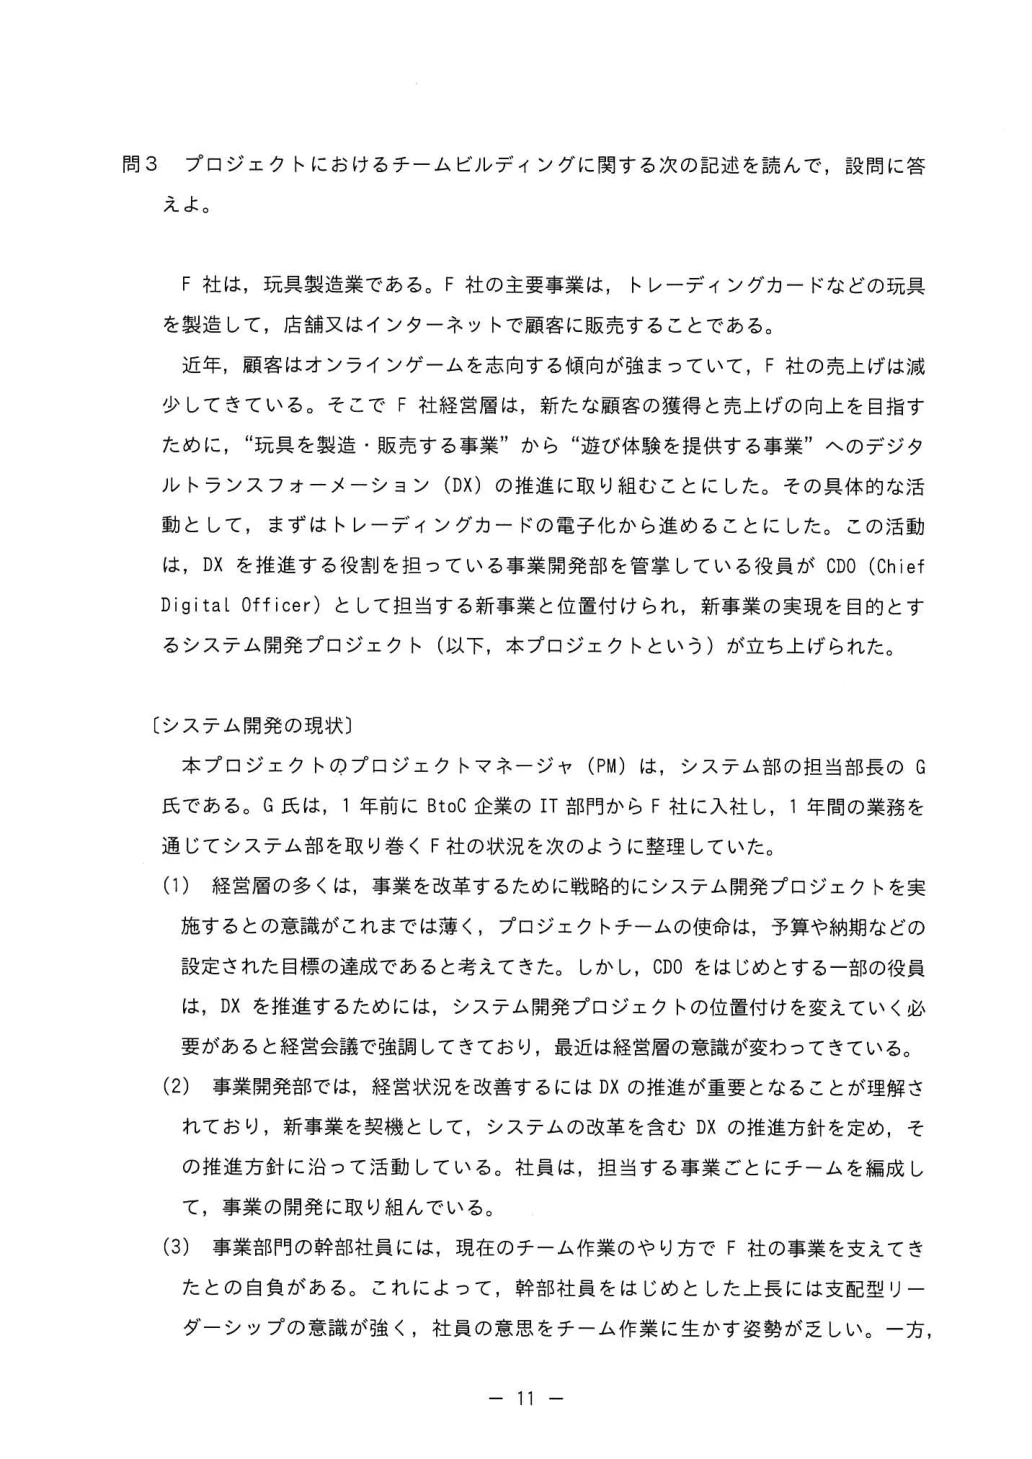 問3 プロジェクトにおけるチームビルディングに関する次の記述を読んで，設問に答
えよ。
F 社は，玩具製造業である。F 社の主要事業は，トレーディングカードなどの玩具
を製造して，店舗又はインターネットで顧客に販売することである。
近年，顧客はオンラインゲームを志向する傾向が強まっていて，F 社の売上げは減
少してきている。そこで F 社経営層は，新たな顧客の獲得と売上げの向上を目指す
ために，“玩具を製造・販売する事業” から “遊び体験を提供する事業” へのデジタ
ルトランスフォーメーション（DX）の推進に取り組むことにした。その具体的な活
動として，まずはトレーディングカードの電子化から進めることにした。この活動
は，DX を推進する役割を担っている事業開発部を管掌している役員が CDO（Chief
Digital Officer）として担当する新事業と位置付けられ，新事業の実現を目的とす
るシステム開発プロジェクト（以下，本プロジェクトという）が立ち上げられた。
〔システム開発の現状〕
本プロジェクトのプロジェクトマネージャ（PM）は，システム部の担当部長の G
氏である。G 氏は，1 年前に BtoC 企業の IT 部門から F 社に入社し，1 年間の業務を
通じてシステム部を取り巻く F 社の状況を次のように整理していた。
(1) 経営層の多くは，事業を改革するために戦略的にシステム開発プロジェクトを実
施するとの意識がこれまでは薄く，プロジェクトチームの使命は，予算や納期などの
設定された目標の達成であると考えてきた。しかし，CDO をはじめとする一部の役員
は，DX を推進するためには，システム開発プロジェクトの位置付けを変えていく必
要があると経営会議で強調してきており，最近は経営層の意識が変わってきている。
(2) 事業開発部では，経営状況を改善するには DX の推進が重要となることが理解さ
れており，新事業を契機として，システムの改革を含む DX の推進方針を定め，そ
の推進方針に沿って活動している。社員は，担当する事業ごとにチームを編成し
て，事業の開発に取り組んでいる。
(3) 事業部門の幹部社員には，現在のチーム作業のやり方で F 社の事業を支えてき
たとの自負がある。これによって，幹部社員をはじめとした上長には支配型リー
ダーシップの意識が強く，社員の意思をチーム作業に生かす姿勢が乏しい。一方，
－ 11 －